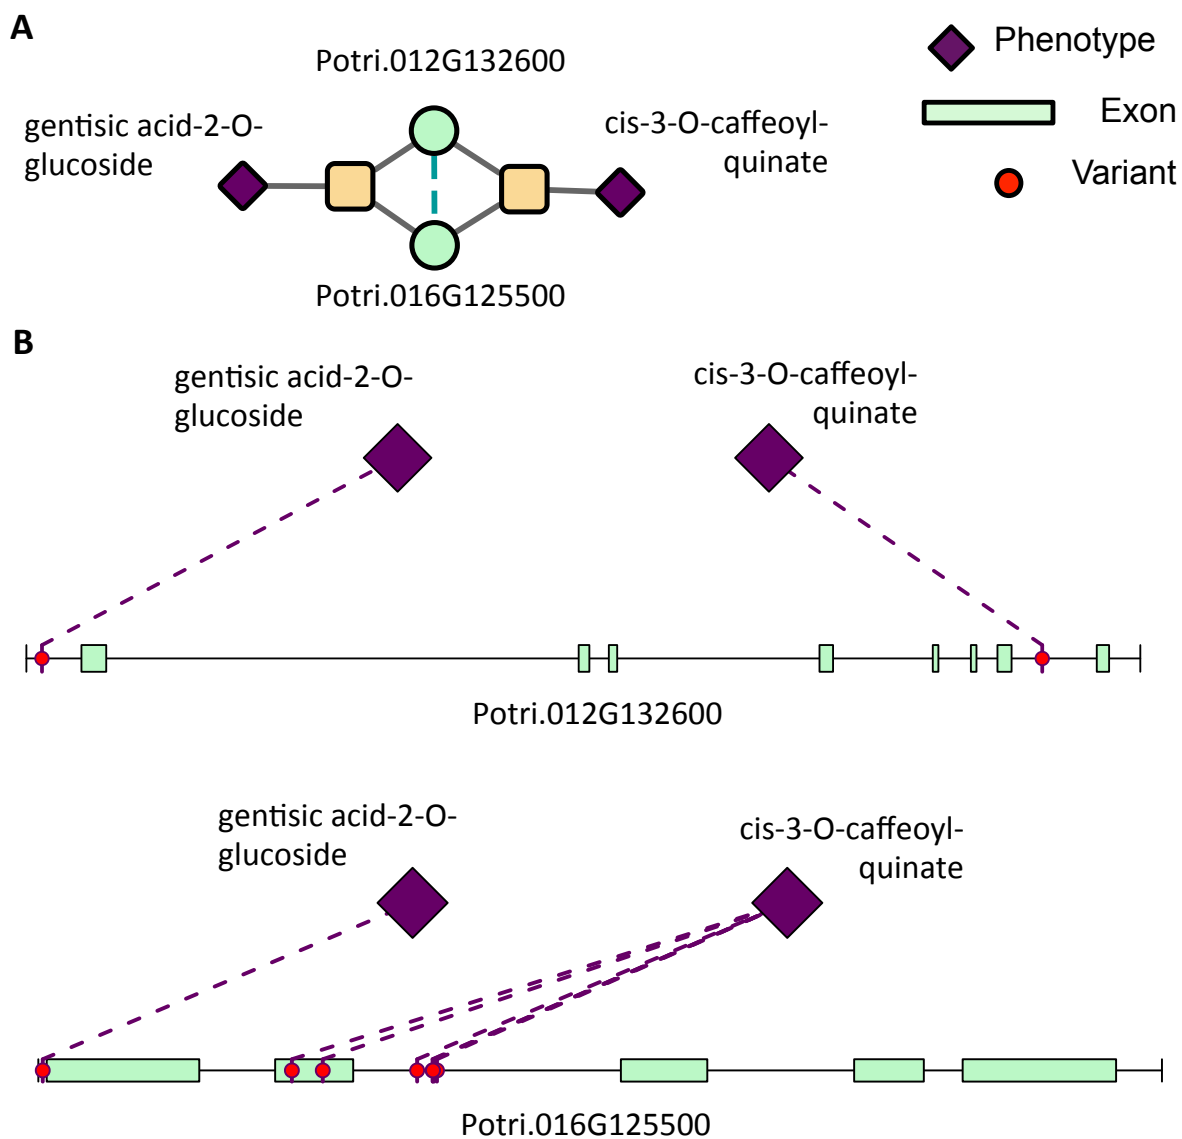 A
Potri.012G132600
gentisic acid-2-O-
glucoside
cis-3-O-caffeoyl-
quinate
Potri.016G125500
Phenotype
Exon
Variant
B
gentisic acid-2-O-
glucoside
cis-3-O-caffeoyl-
quinate
Potri.012G132600
gentisic acid-2-O-
glucoside
cis-3-O-caffeoyl-
quinate
Potri.016G125500